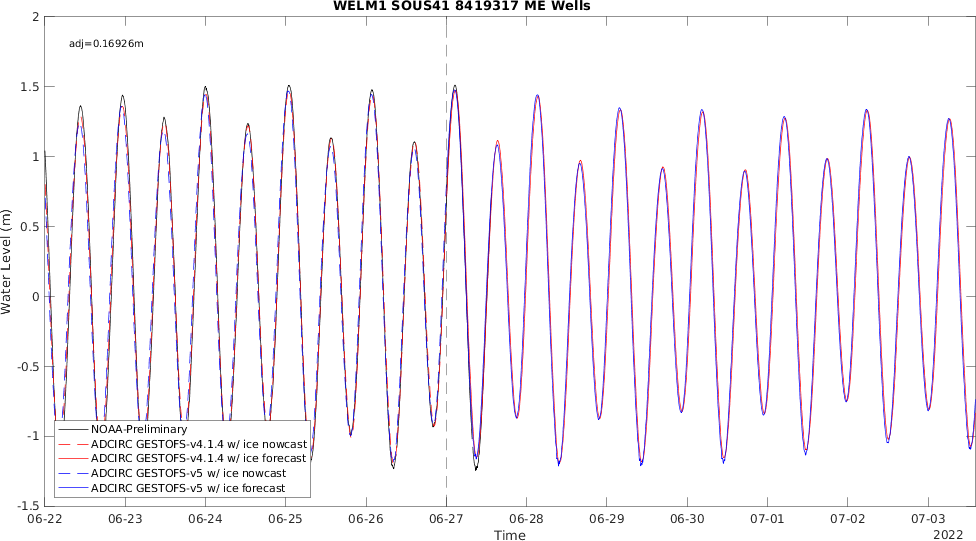 WELM1 SOUS41 8419317 ME Wells
2
adj=0.16926m
1.5
1
0.5
Water Level (m)
0
-0.5
-1
NOAA-Preliminary
ADCIRC GESTOFS-v4.1.4 w/ ice nowcast
ADCIRC GESTOFS-v4.1.4 w/ ice forecast
ADCIRC GESTOFS-v5 w/ ice nowcast
ADCIRC GESTOFS-v5 w/ ice forecast
-1.5
06-22 06-23 06-24 06-25 06-26 06-27 06-28 06-29 06-30 07-01 07-02 07-03
Time
2022